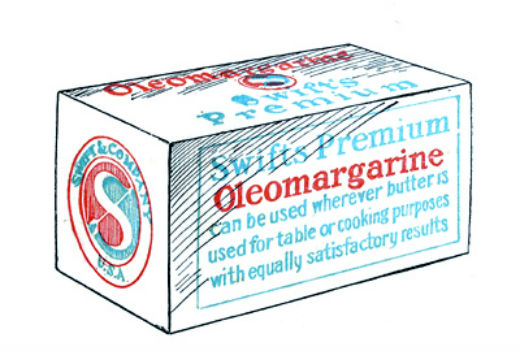 Oleomargarine
Swift's
Premium
SWIFT & COMPANY
S
U.S.A.
Swifts Premium
Oleomargarine
can be used wherever butter is
used for table or cooking purposes
with equally satisfactory results